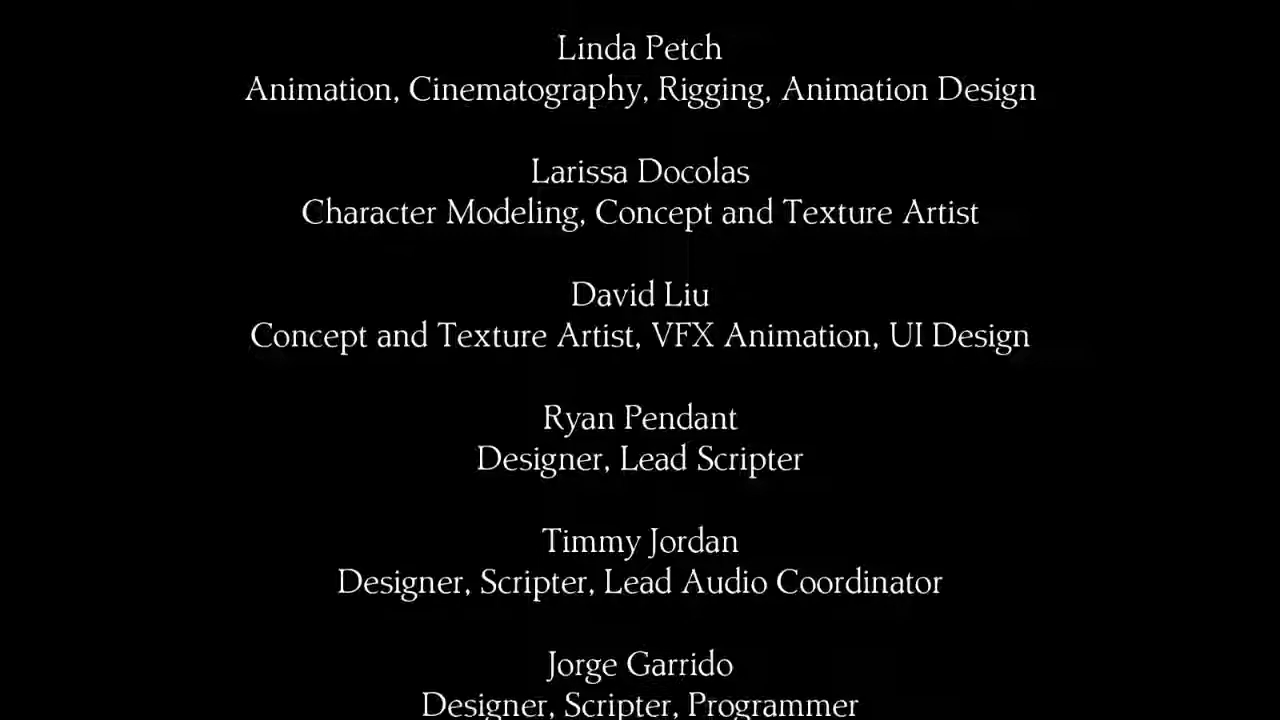 Linda Petch
Animation, Cinematography, Rigging, Animation Design
Larissa Docolas
Character Modeling, Concept and Texture Artist
David Liu
Concept and Texture Artist, VFX Animation, UI Design
Ryan Pendant
Designer, Lead Scripter
Timmy Jordan
Designer, Scripter, Lead Audio Coordinator
Jorge Garrido
Designer, Scripter, Programmer